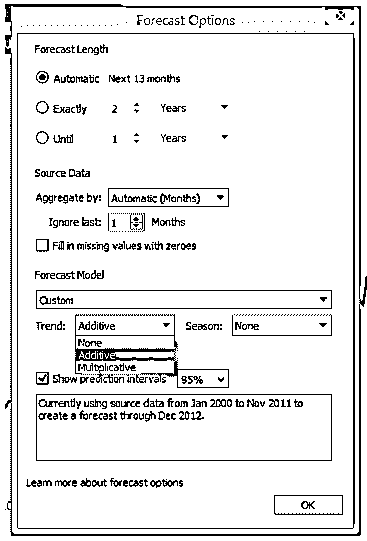 Forecast Options
Forecast Length
Automatic Next 13 months
Exactly 2 Years
Until 1 Years
Source Data
Aggregate by: Automatic (Months)
Ignore last: 1 Months
Fill in missing values with zeroes
Forecast Model
Custom
Trend: Additive Season: None
None
Additive
Multiplicative
Show prediction intervals 95%
Currently using source data from Jan 2000 to Nov 2011 to
create a forecast through Dec 2012.
Learn more about forecast options
OK